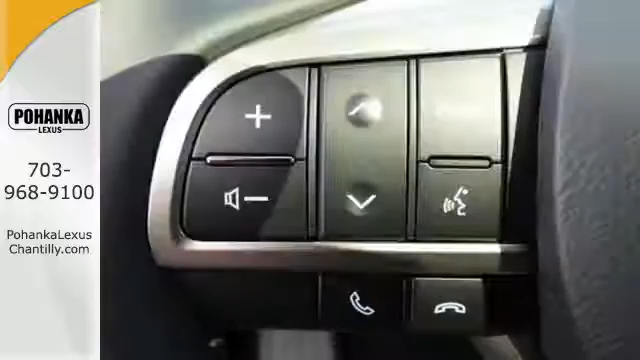 POHANKA
LEXUS
703-
968-9100
PohankaLexus
Chantilly.com